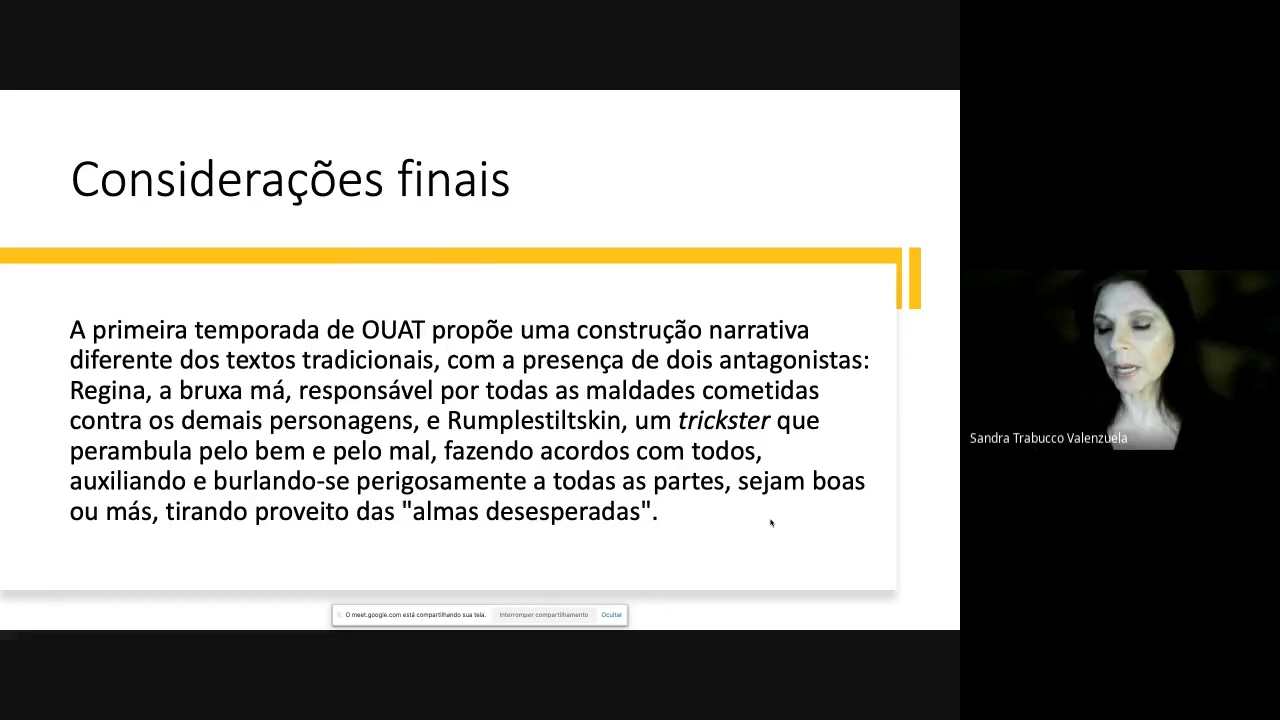 Considerações finais
A primeira temporada de OUAT propõe uma construção narrativa
diferente dos textos tradicionais, com a presença de dois antagonistas:
Regina, a bruxa má, responsável por todas as maldades cometidas
contra os demais personagens, e Rumplestiltskin, um trickster que
perambula pelo bem e pelo mal, fazendo acordos com todos,
auxiliando e burlando-se perigosamente a todas as partes, sejam boas
ou más, tirando proveito das "almas desesperadas".
Sandra Trabucco Valenzuela
O meet.google.com está compartilhando sua tela. Interromper compartilhamento Ocultar